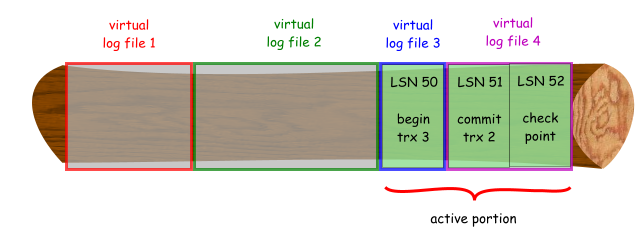 virtual
log file 1
virtual
log file 2
virtual
log file 3
virtual
log file 4
LSN 50
begin
trx 3
LSN 51
commit
trx 2
LSN 52
check
point
active portion